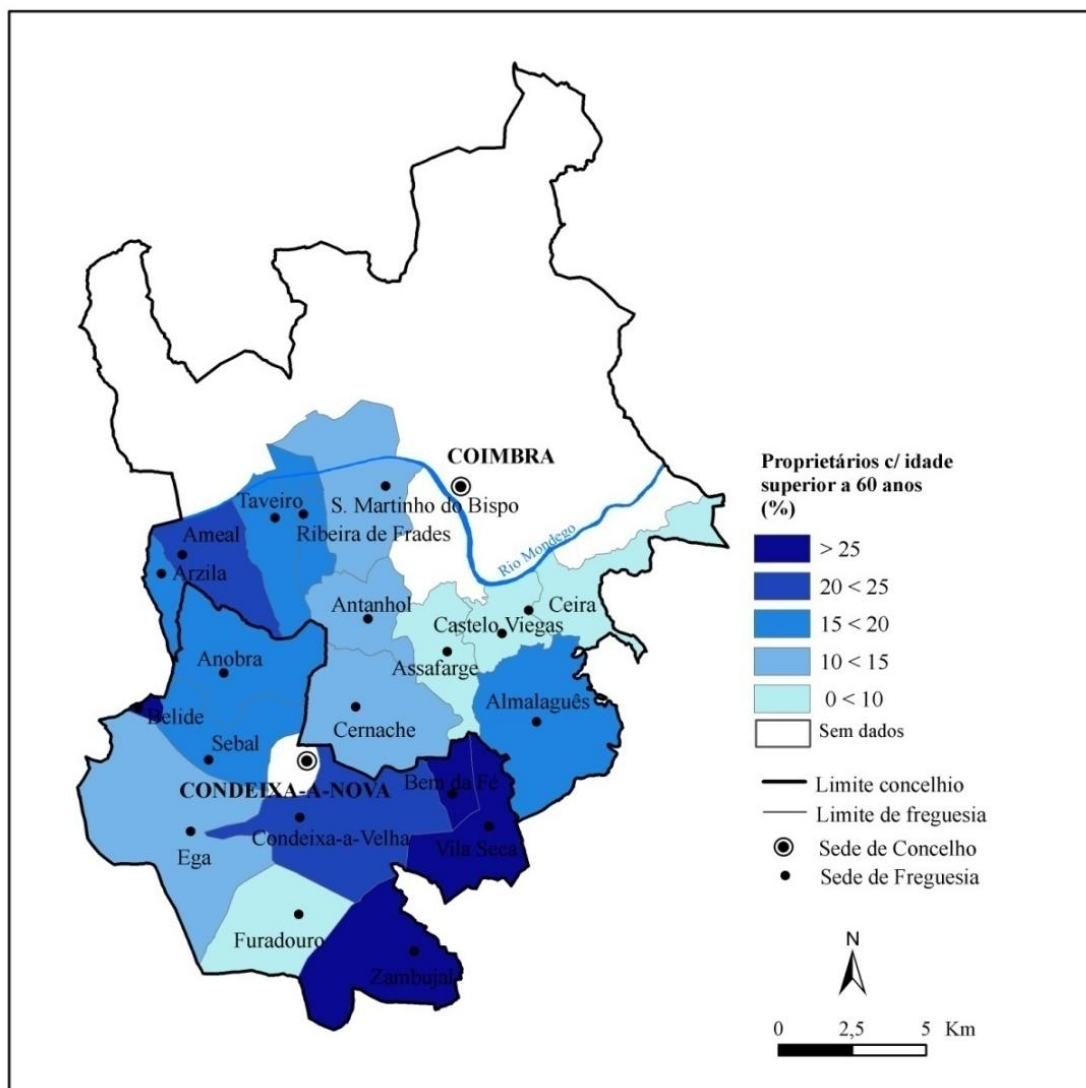 COIMBRA
S. Martinho do Bispo
Taveiro
Ribeira de Frades
Ameal
Arzila
Rio Mondego
Antanhol
Ceira
Castelo Viegas
Assafarge
Anobra
Almalaguês
Belide
Cernache
Sebal
CONDEIXA-A-NOVA
Bem da Fé
Condeixa-a-Velha
Vila Seca
Ega
Furadouro
Zambujal
Proprietários c/ idade
superior a 60 anos
(%)
> 25
20 < 25
15 < 20
10 < 15
0 < 10
Sem dados
Limite concelhio
Limite de freguesia
Sede de Concelho
Sede de Freguesia
N
0 2,5 5 Km